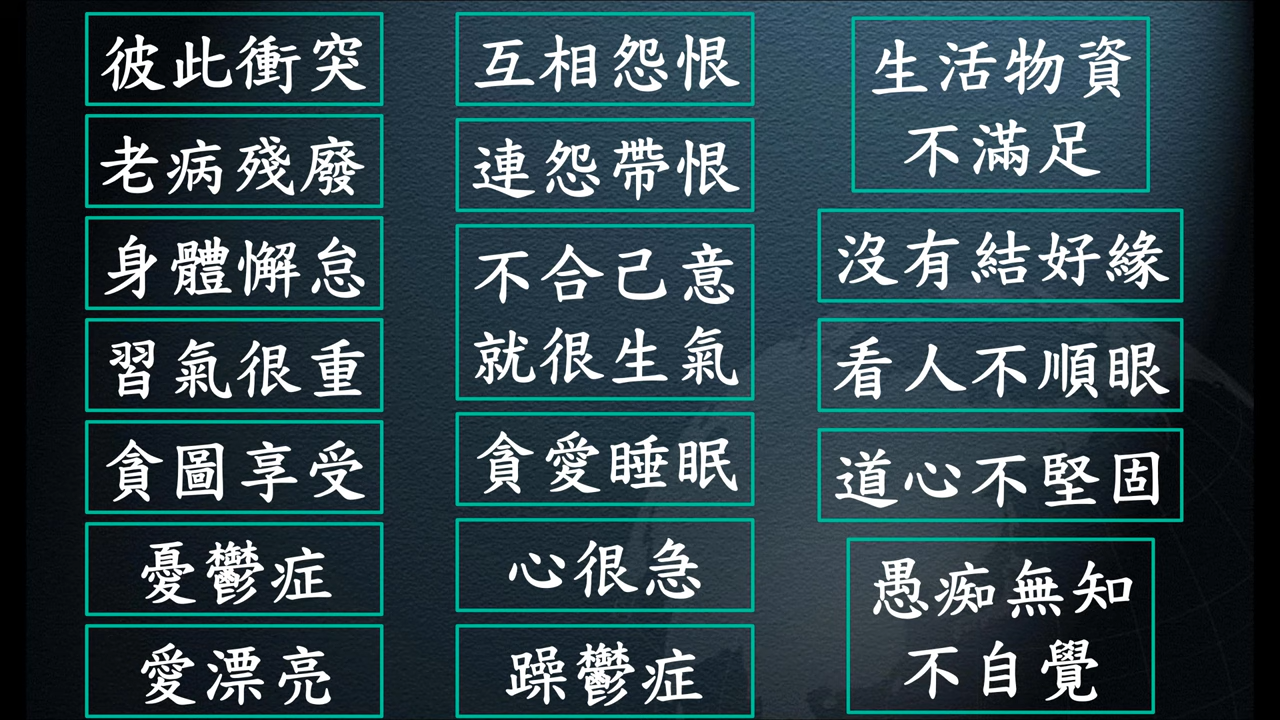 彼此衝突
老病殘廢
身體懈怠
習氣很重
貪圖享受
憂鬱症
愛漂亮
互相怨恨
連怨帶恨
不合己意
就很生氣
貪愛睡眠
心很急
躁鬱症
生活物資
不滿足
沒有結好緣
看人不順眼
道心不堅固
愚痴無知
不自覺